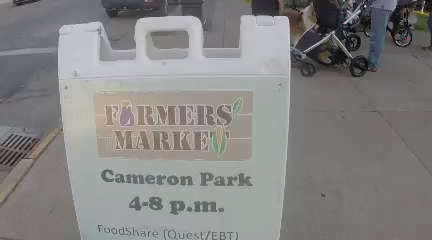 FARMERS
MARKET
Cameron Park
4-8 p.m.
FoodShare (Quest/EBT)